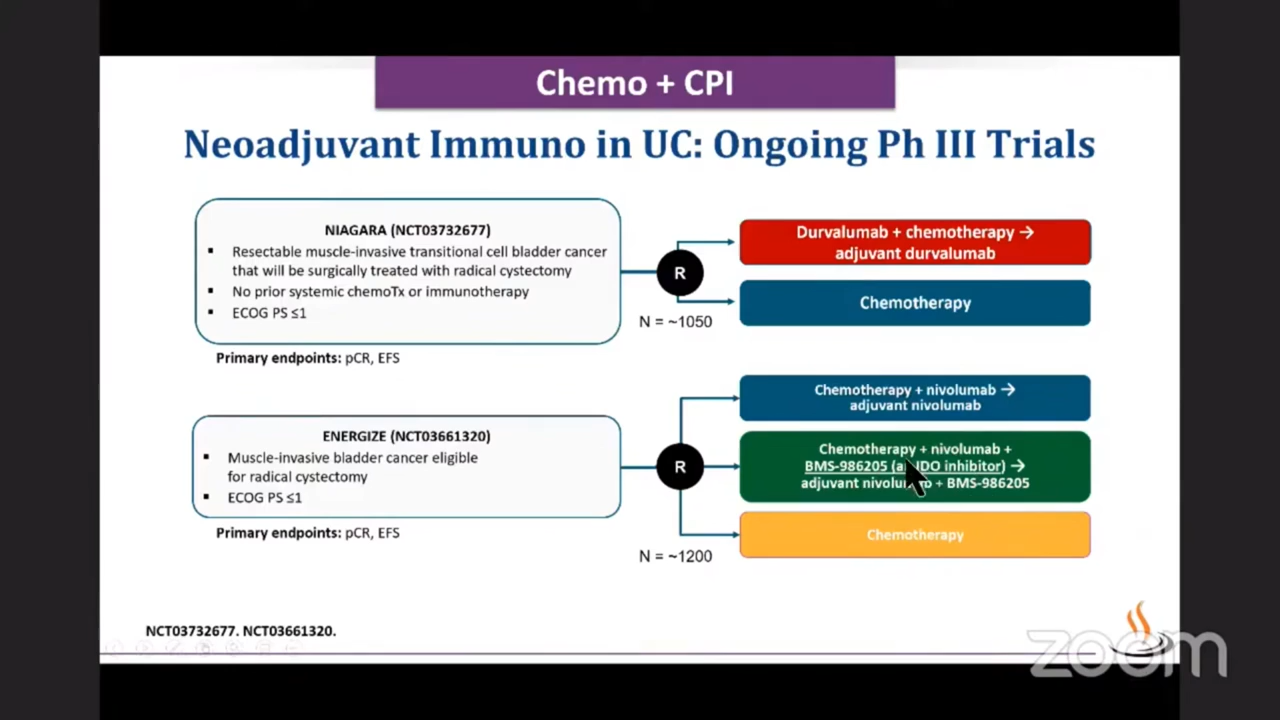 Chemo + CPI
Neoadjuvant Immuno in UC: Ongoing Ph III Trials
NIAGARA (NCT03732677)
▪ Resectable muscle-invasive transitional cell bladder cancer
that will be surgically treated with radical cystectomy
▪ No prior systemic chemoTx or immunotherapy
▪ ECOG PS ≤1
Primary endpoints: pCR, EFS
R
N = ~1050
Durvalumab + chemotherapy →
adjuvant durvalumab
Chemotherapy
ENERGIZE (NCT03661320)
▪ Muscle-invasive bladder cancer eligible
for radical cystectomy
▪ ECOG PS ≤1
Primary endpoints: pCR, EFS
R
N = ~1200
Chemotherapy + nivolumab →
adjuvant nivolumab
Chemotherapy + nivolumab +
BMS-986205 (an IDO inhibitor) →
adjuvant nivolumab + BMS-986205
Chemotherapy
NCT03732677. NCT03661320.
zoom